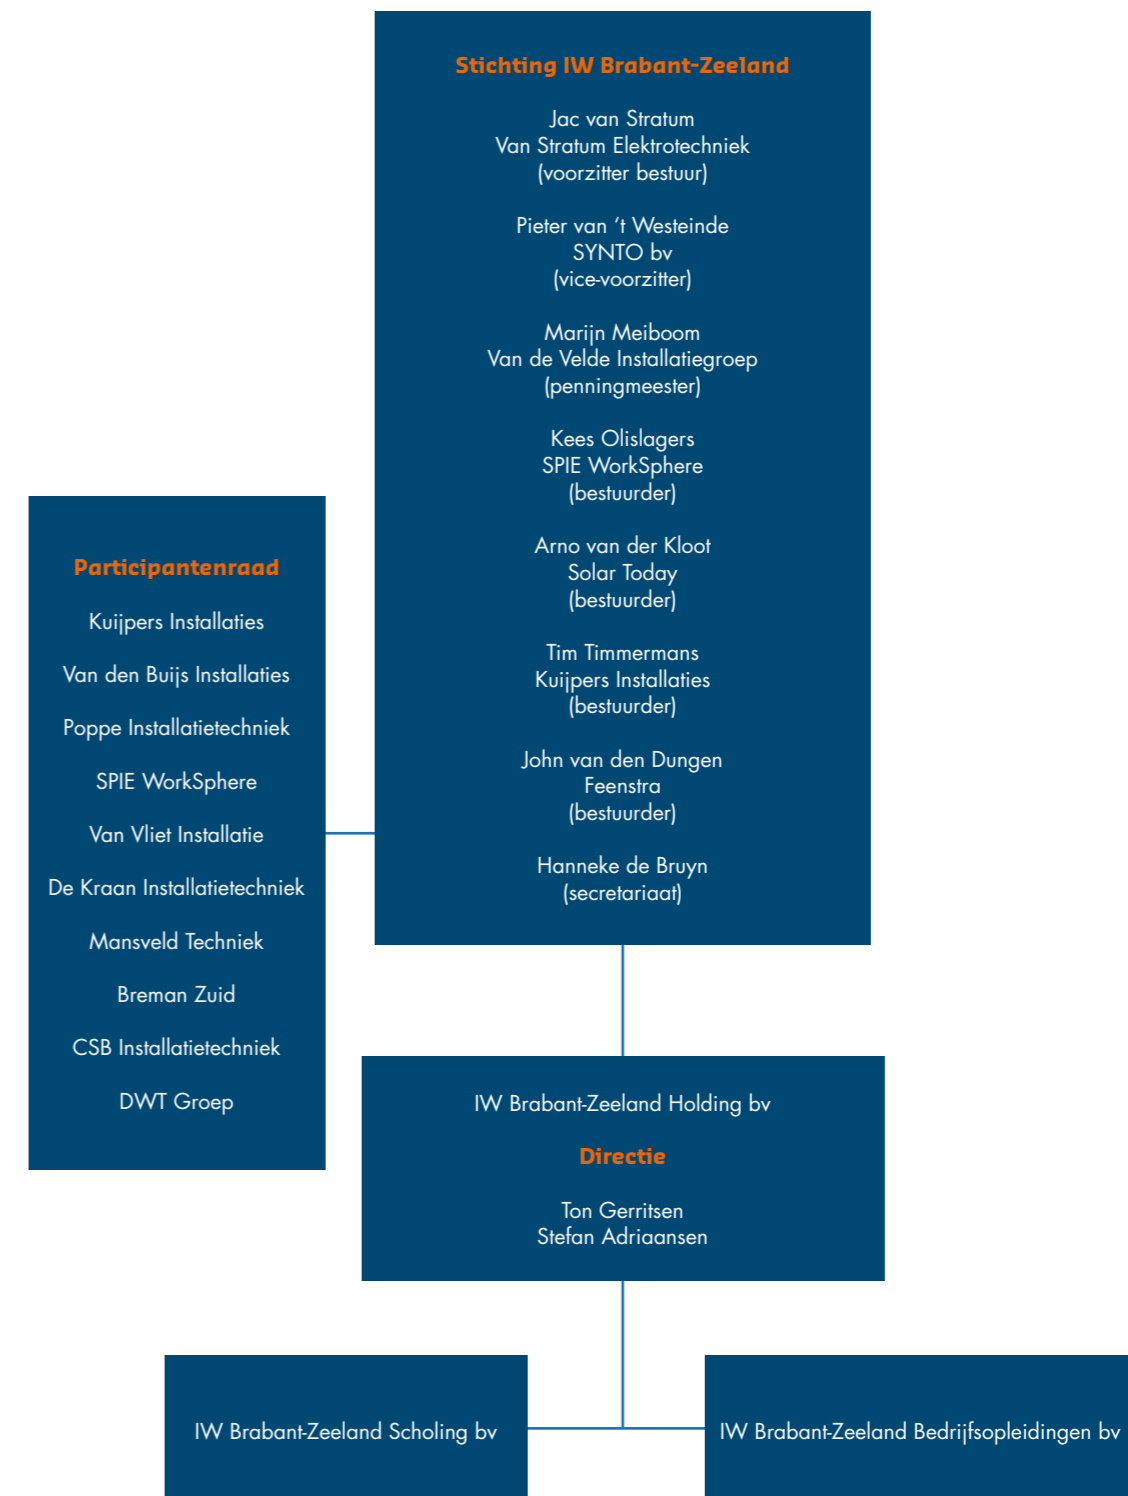 Stichting IW Brabant-Zeeland
Jac van Stratum
Van Stratum Elektrotechniek
(voorzitter bestuur)
Pieter van ‘t Westeinde
SYNTO bv
(vice-voorzitter)
Marijn Meiboom
Van de Velde Installatiegroep
(penningmeester)
Kees Olislagers
SPIE WorkSphere
(bestuurder)
Arno van der Kloot
Solar Today
(bestuurder)
Tim Timmermans
Kuijpers Installaties
(bestuurder)
John van den Dungen
Feenstra
(bestuurder)
Hanneke de Bruyn
(secretariaat)
Participantenraad
Kuijpers Installaties
Van den Buijs Installaties
Poppe Installatietechniek
SPIE WorkSphere
Van Vliet Installatie
De Kraan Installatietechniek
Mansveld Techniek
Breman Zuid
CSB Installatietechniek
DWT Groep
IW Brabant-Zeeland Holding bv
Directie
Ton Gerritsen
Stefan Adriaansen
IW Brabant-Zeeland Scholing bv
IW Brabant-Zeeland Bedrijfsopleidingen bv